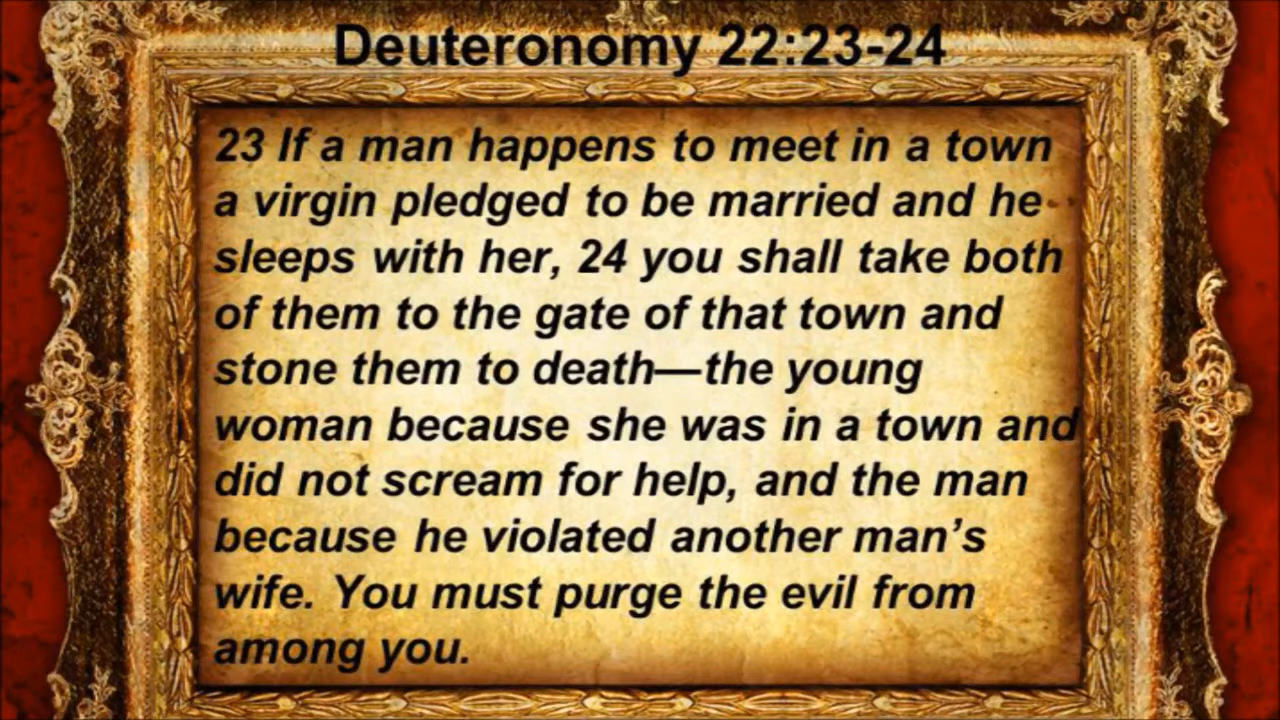 Deuteronomy 22:23-24
23 If a man happens to meet in a town
a virgin pledged to be married and he
sleeps with her, 24 you shall take both
of them to the gate of that town and
stone them to death—the young
woman because she was in a town and
did not scream for help, and the man
because he violated another man’s
wife. You must purge the evil from
among you.